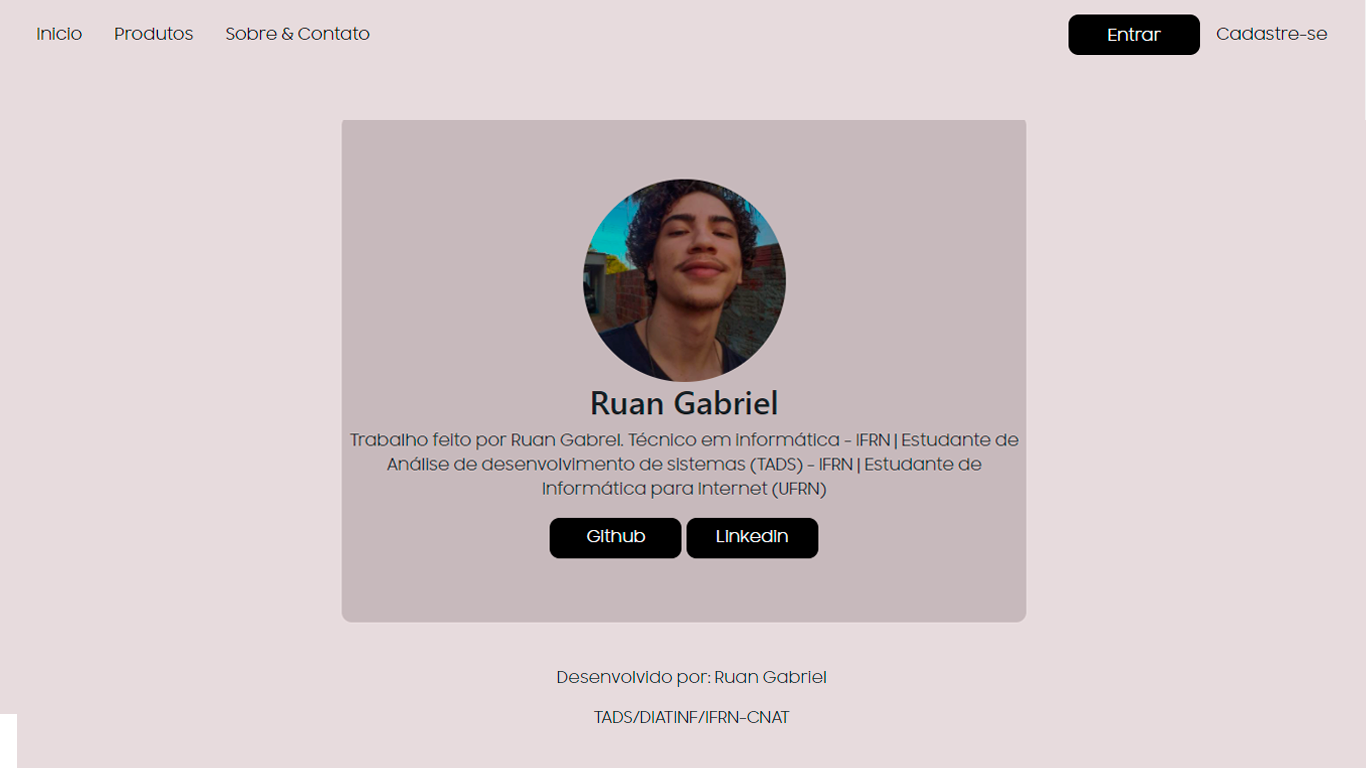 Inicio
Produtos
Sobre & Contato
Entrar
Cadastre-se
Ruan Gabriel
Trabalho feito por Ruan Gabrel. Técnico em Informática - IFRN | Estudante de
Análise de desenvolvimento de sistemas (TADS) - IFRN | Estudante de
Informática para Internet (UFRN)
Github
Linkedin
Desenvolvido por: Ruan Gabriel
TADS/DIATINF/IFRN-CNAT